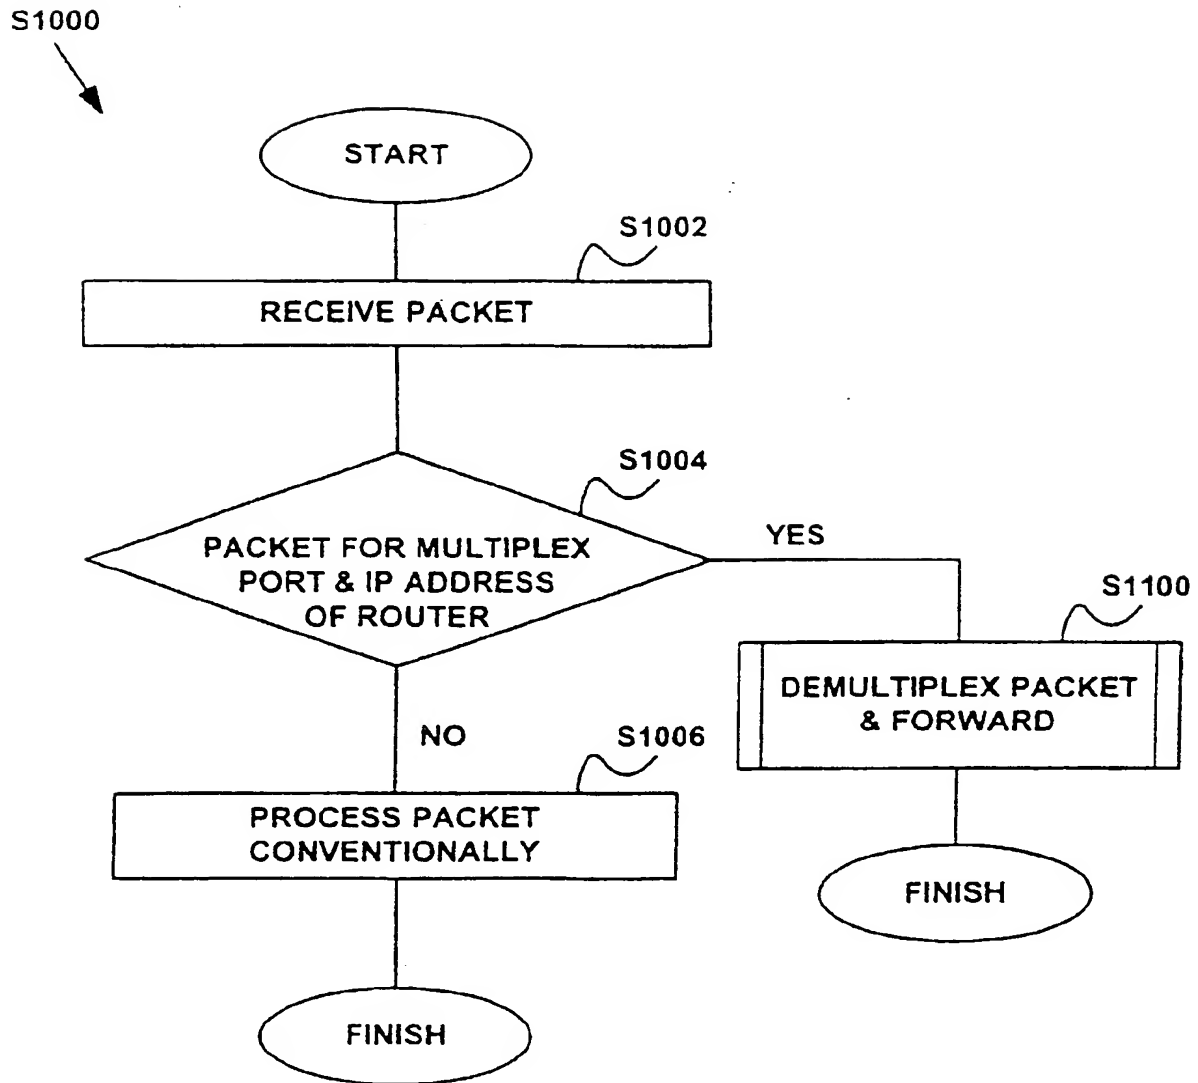 S1000
START
S1002
RECEIVE PACKET
S1004
PACKET FOR MULTIPLEX
PORT & IP ADDRESS
OF ROUTER
YES
S1100
DEMULTIPLEX PACKET
& FORWARD
NO
S1006
PROCESS PACKET
CONVENTIONALLY
FINISH
FINISH